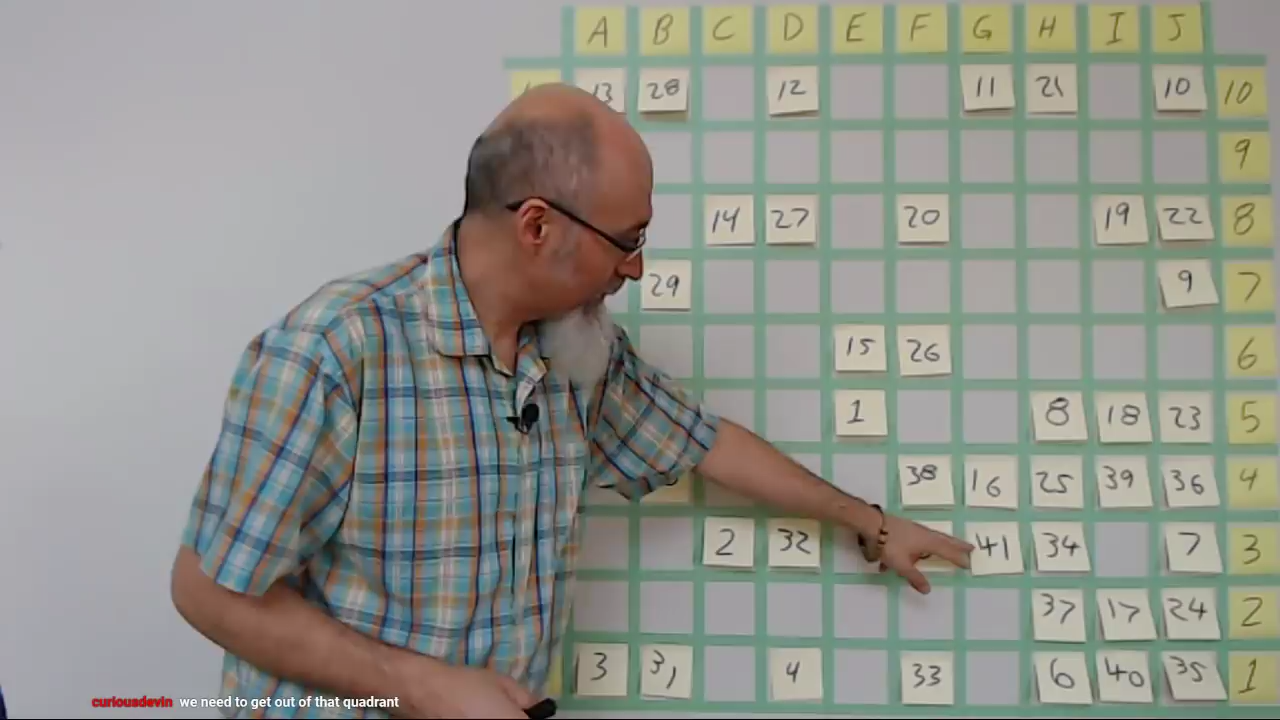 A B C D E F G H I J
13 28 12 11 21 10 10
9
14 27 20 19 22 8
29 9 7
15 26 6
1 8 18 23 5
38 16 25 39 36 4
2 32 41 34 7 3
37 17 24 2
3 31 4 33 6 40 35 1
curiousdevin we need to get out of that quadrant